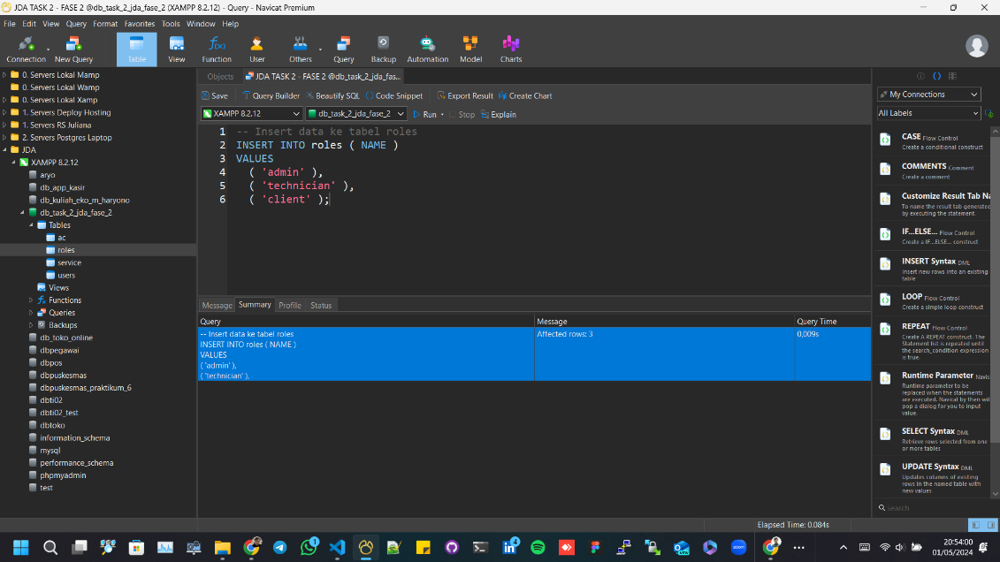 JDA TASK 2 - FASE 2 @db_task_2_jda_fase_2 (XAMPP 8.2.12) - Query - Navicat Premium
File Edit View Query Format Favorites Tools Window Help
Connection New Query Table View Function User Others Query Backup Automation Model Charts
0. Servers Lokal Mamp
0. Servers Lokal Wamp
0. Servers Lokal Xamp
1. Servers Deploy Hosting
1. Servers RS Juliana
2. Servers Postgres Laptop
JDA
XAMPP 8.2.12
aryo
db_app_kasir
db_kuliah_eko_m_haryono
db_task_2_jda_fase_2
Tables
ac
roles
service
users
Views
Functions
Queries
Backups
db_toko_online
dbpegawai
dbpos
dbpuskesmas
dbpuskesmas_praktikum_6
dbti02
dbti02_test
dbtoko
information_schema
mysql
performance_schema
phpmyadmin
test
Objects JDA TASK 2 - FASE 2 @db_task_2_jda_fas...
Save Query Builder Beautify SQL Code Snippet Export Result Create Chart
XAMPP 8.2.12 db_task_2_jda_fase_2 Run Stop Explain
1 -- Insert data ke tabel roles
2 INSERT INTO roles ( NAME )
3 VALUES
4 ( 'admin' ),
5 ( 'technician' ),
6 ( 'client' );
Message Summary Profile Status
Query Message Query Time
-- Insert data ke tabel roles Affected rows: 3 0,009s
INSERT INTO roles ( NAME )
VALUES
( 'admin' ),
( 'technician' ),
My Connections
All Labels
CASE Flow Control
Create a conditional construct
COMMENTS Comment
Create a comment
Customize Result Tab Na
To name the result tab generated
by executing the statement.
IF...ELSE... Flow Control
Create a IF...ELSE... construct
INSERT Syntax DML
Insert new rows into an existing
table
LOOP Flow Control
Create a simple loop construct
REPEAT Flow Control
Create A REPEAT construct. The
Statement list is repeated until
the search_condition expression
is true.
Runtime Parameter Navic
Runtime parameter to be
replaced when the statements
are executed. Navicat by then will
pop a dialog for you to input
value.
SELECT Syntax DML
Retrieve rows selected from one
or more tables
UPDATE Syntax DML
Updates columns of existing
rows in the named table with
new values
Search
Elapsed Time: 0.084s
1
4
zoom
20:54:00
01/05/2024